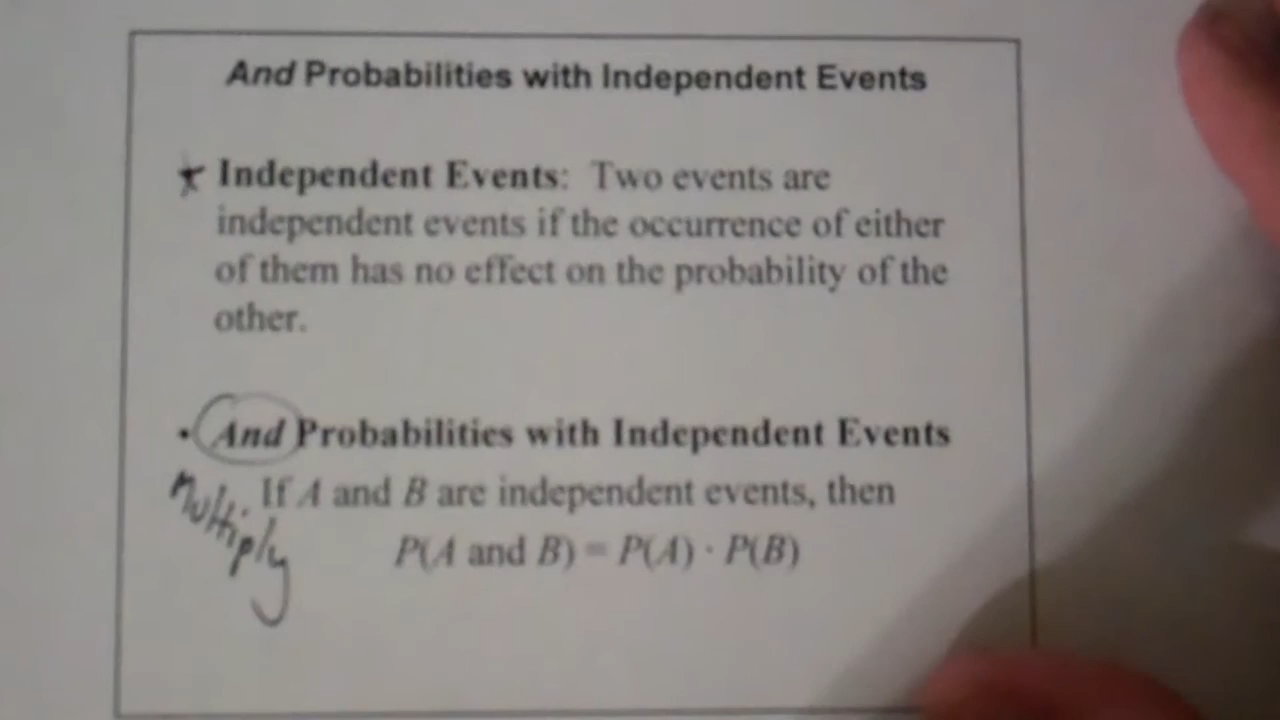 And Probabilities with Independent Events
Independent Events: Two events are
independent events if the occurrence of either
of them has no effect on the probability of the
other.
• And Probabilities with Independent Events
Multiply
If A and B are independent events, then
P(A and B) = P(A) · P(B)